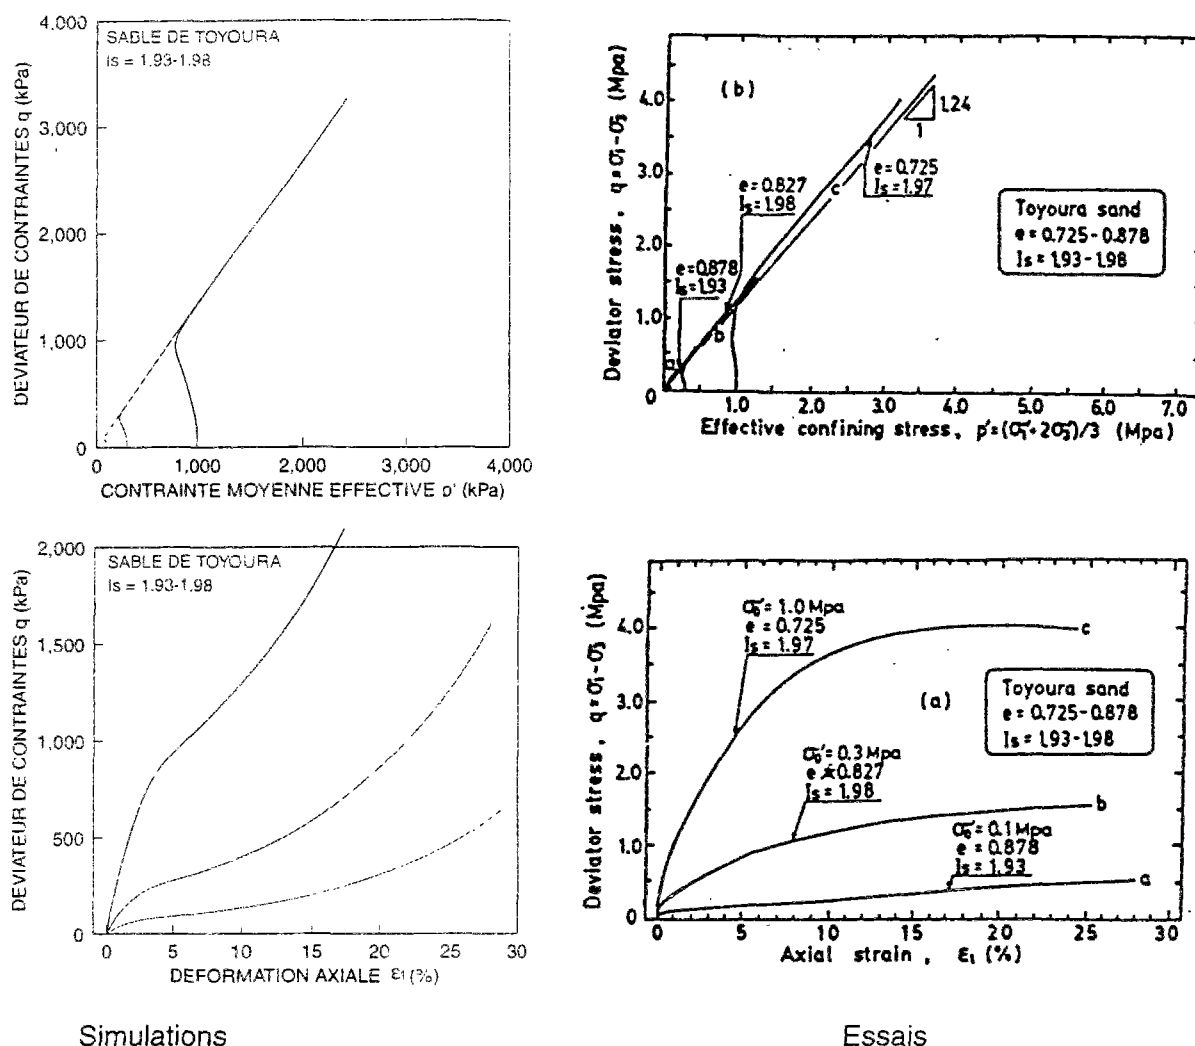 4,000
3,000
2,000
1,000
0
DEVIATEUR DE CONTRAINTES q (kPa)
SABLE DE TOYOURA
Is = 1.93-1.98
0
1,000
2,000
3,000
4,000
CONTRAINTE MOYENNE EFFECTIVE p' (kPa)
Deviator stress, q=σ₁-σ₃ (Mpa)
4.0
3.0
2.0
1.0
0
(b)
1.24
1
e=0.725
Is=1.97
e=0.827
Is=1.98
e=0.878
Is=1.93
a
b
c
Toyoura sand
e=0.725-0.878
Is=1.93-1.98
1.0
2.0
3.0
4.0
5.0
6.0
7.0
Effective confining stress, p'=(σ₁'+2σ₃')/3 (Mpa)
2,000
1,500
1,000
500
0
DEVIATEUR DE CONTRAINTES q (kPa)
SABLE DE TOYOURA
Is = 1.93-1.98
0
5
10
15
20
25
30
DEFORMATION AXIALE ε₁ (%)
Deviator stress, q=σ₁-σ₃ (Mpa)
4.0
3.0
2.0
1.0
0
σ₀'=1.0 Mpa
e=0.725
Is=1.97
c
(a)
Toyoura sand
e=0.725-0.878
Is=1.93-1.98
σ₀'=0.3 Mpa
e=0.827
Is=1.98
b
σ₀'=0.1 Mpa
e=0.878
Is=1.93
a
0
5
10
15
20
25
30
Axial strain, ε₁ (%)
Simulations
Essais